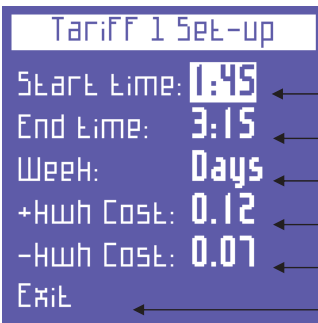 Tariff 1 Set-up
Start time: 1:45
End time: 3:15
Week: Days
+kwh Cost: 0.12
-kwh Cost: 0.07
Exit